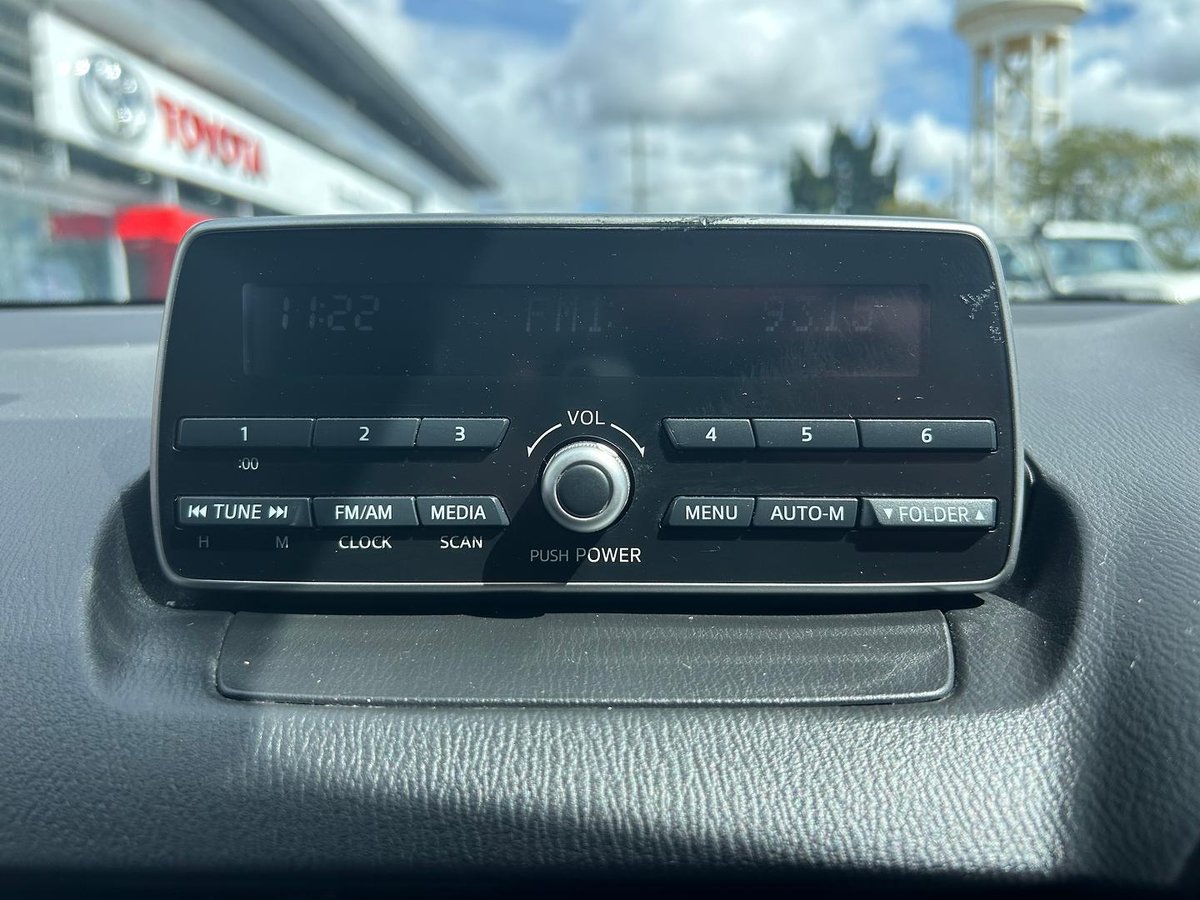 TOYOTA
11:22 FM1
VOL
1 2 3 4 5 6
:00
TUNE FM/AM MEDIA MENU AUTO-M FOLDER
H M CLOCK SCAN
PUSH POWER